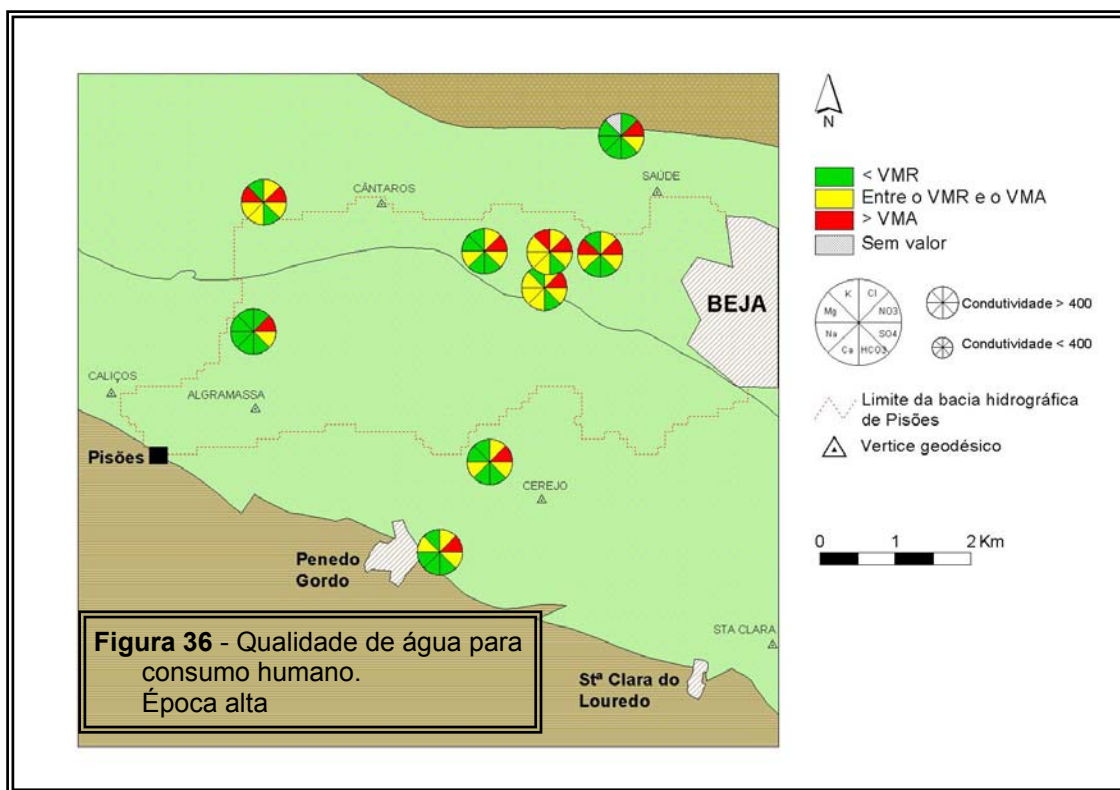 SAÚDE
CÂNTAROS
BEJA
CALIÇOS
ALGRAMASSA
Pisões
CEREJO
Penedo
Gordo
STA CLARA
Stª Clara do
Louredo
Figura 36 - Qualidade de água para
consumo humano.
Época alta
N
< VMR
Entre o VMR e o VMA
> VMA
Sem valor
K Cl
Mg NO3
Na SO4
Ca HCO3
Condutividade > 400
Condutividade < 400
Limite da bacia hidrográfica
de Pisões
Vertice geodésico
0 1 2 Km